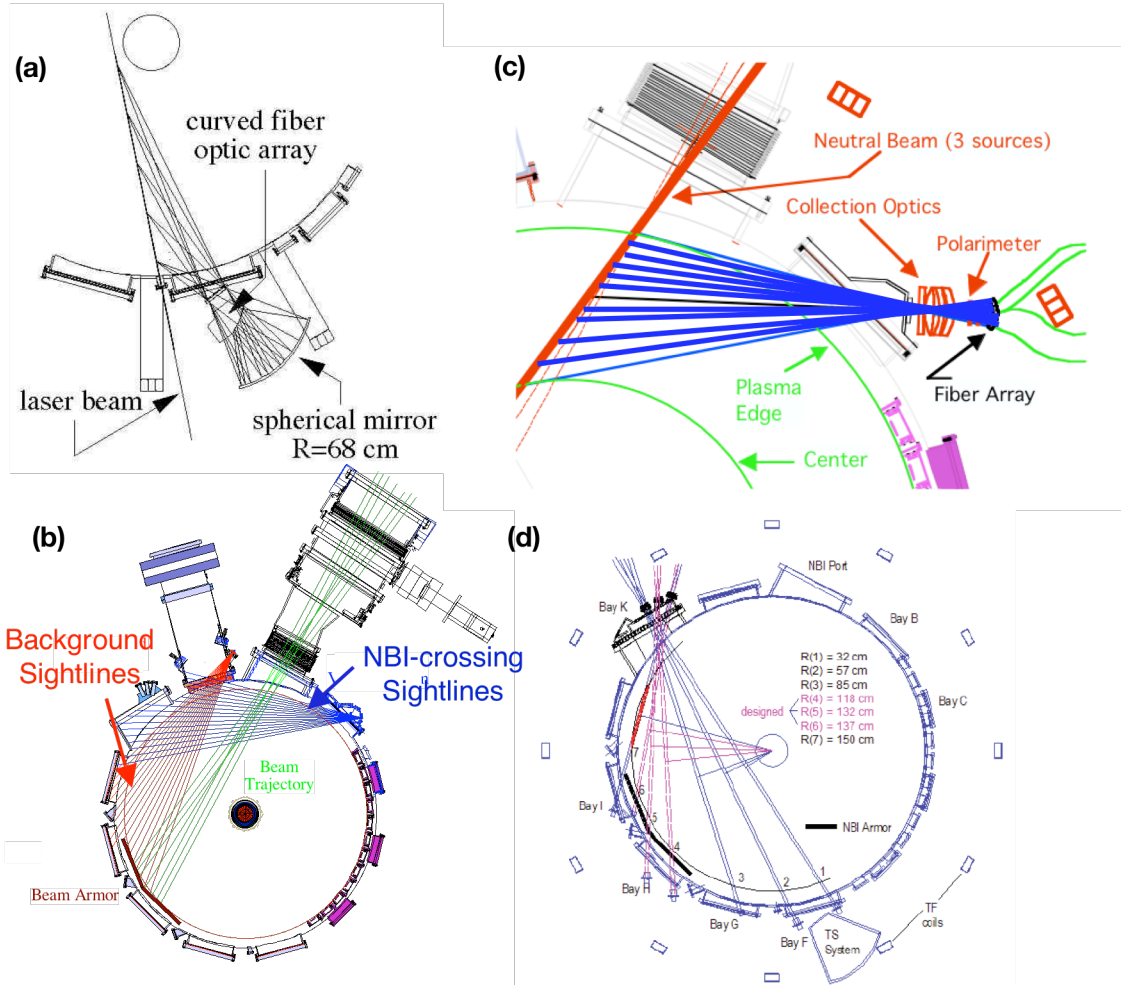 (a)
curved fiber
optic array
laser beam
spherical mirror
R=68 cm
(c)
Neutral Beam (3 sources)
Collection Optics
Polarimeter
Plasma
Edge
Fiber Array
Center
(b)
Background
Sightlines
NBI-crossing
Sightlines
Beam
Trajectory
Beam Armor
(d)
NBI Port
Bay K
Bay B
R(1) = 32 cm
R(2) = 57 cm
R(3) = 85 cm
designed
R(4) = 118 cm
R(5) = 132 cm
R(6) = 137 cm
R(7) = 150 cm
Bay C
7
Bay I
6
5
4
NBI Armor
3
2
1
Bay H
Bay G
Bay F
TS
System
TF
coils